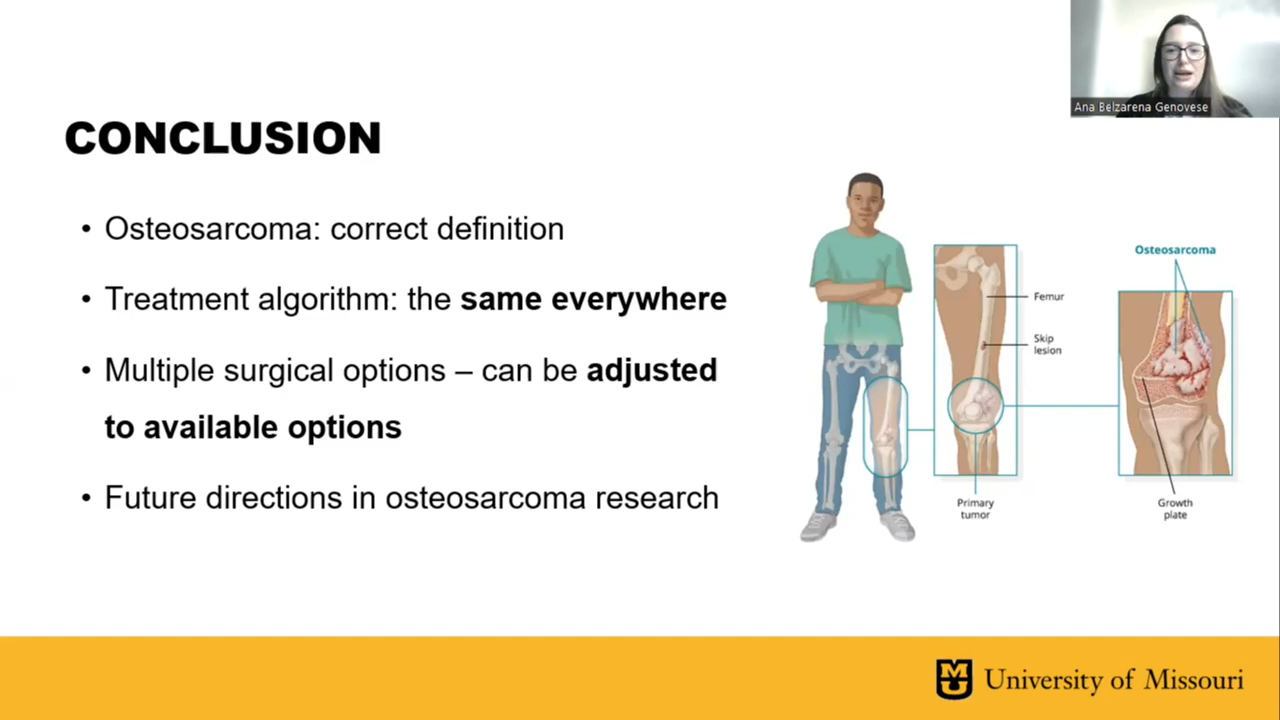 Ana Belzarena Genovese
CONCLUSION
• Osteosarcoma: correct definition
• Treatment algorithm: the same everywhere
• Multiple surgical options – can be adjusted
to available options
• Future directions in osteosarcoma research
Osteosarcoma
Femur
Skip
lesion
Primary
tumor
Growth
plate
MU
University of Missouri